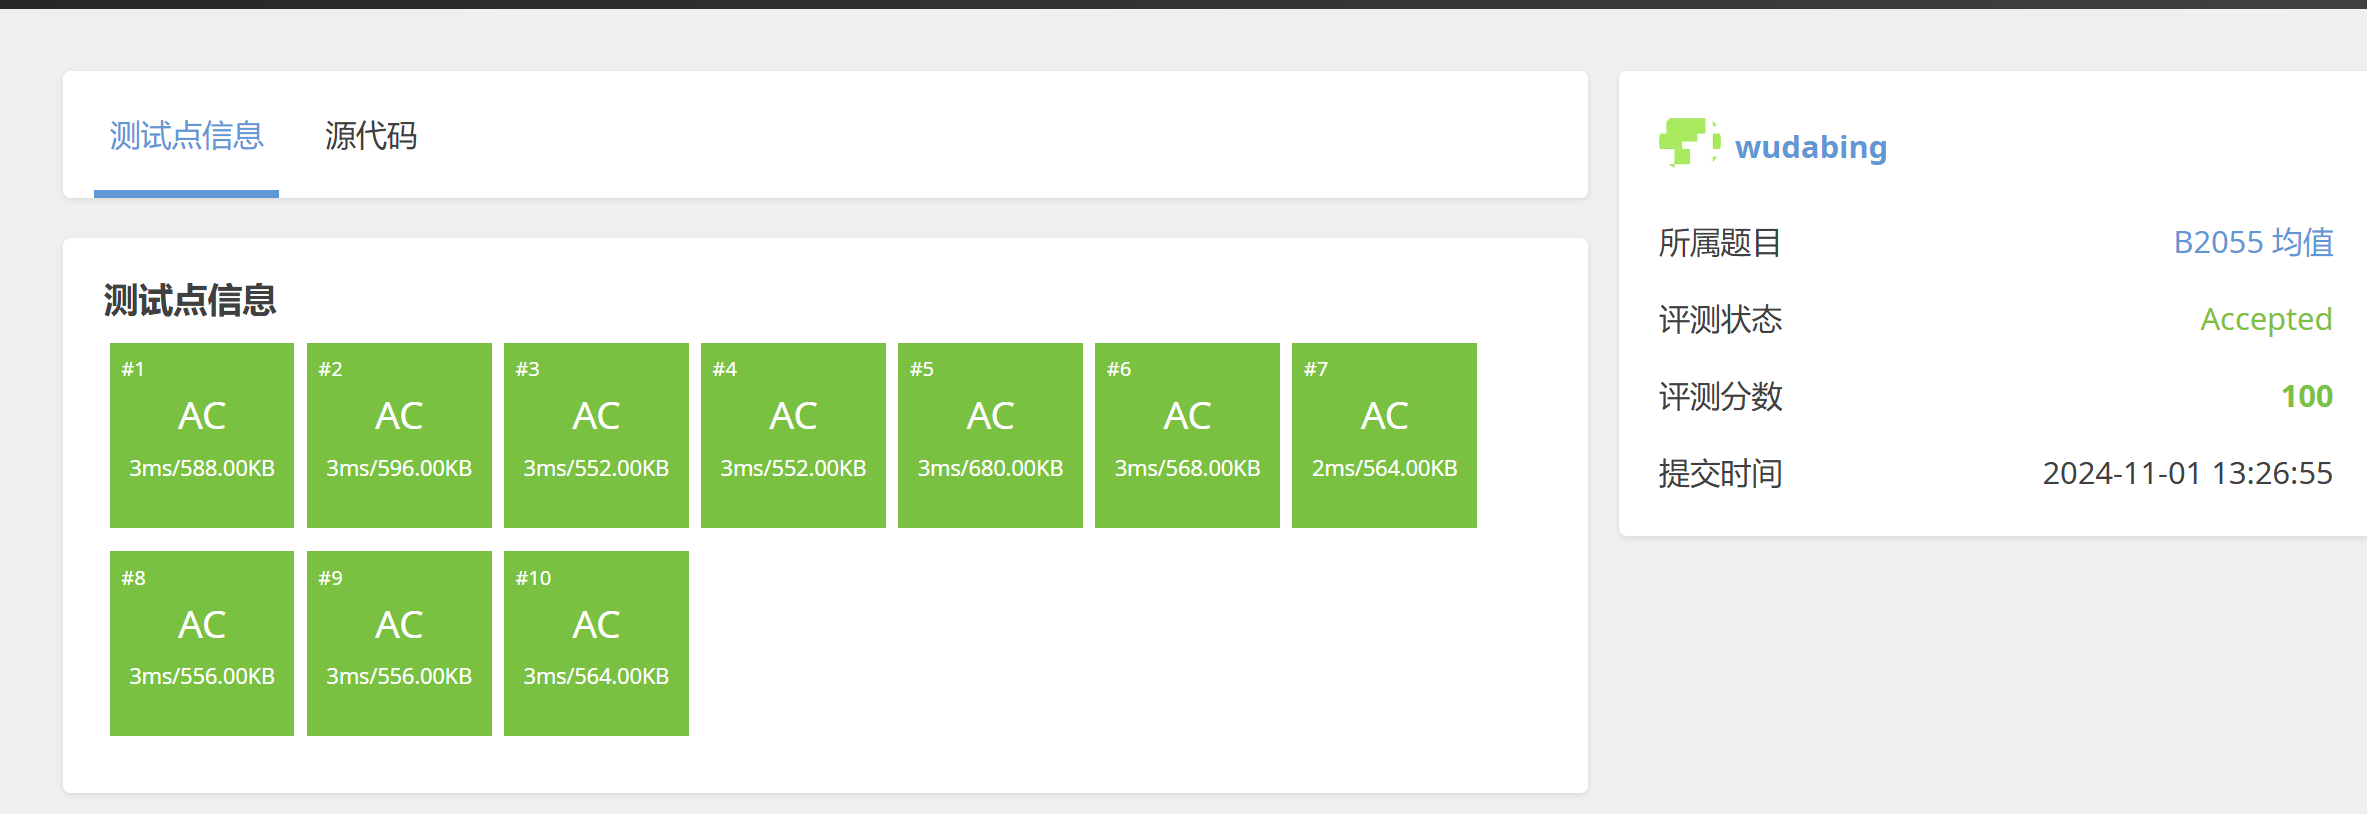 测试点信息 源代码
测试点信息
#1 #2 #3 #4 #5 #6 #7
AC AC AC AC AC AC AC
3ms/588.00KB 3ms/596.00KB 3ms/552.00KB 3ms/552.00KB 3ms/680.00KB 3ms/568.00KB 2ms/564.00KB
#8 #9 #10
AC AC AC
3ms/556.00KB 3ms/556.00KB 3ms/564.00KB
wudabing
所属题目 B2055 均值
评测状态 Accepted
评测分数 100
提交时间 2024-11-01 13:26:55